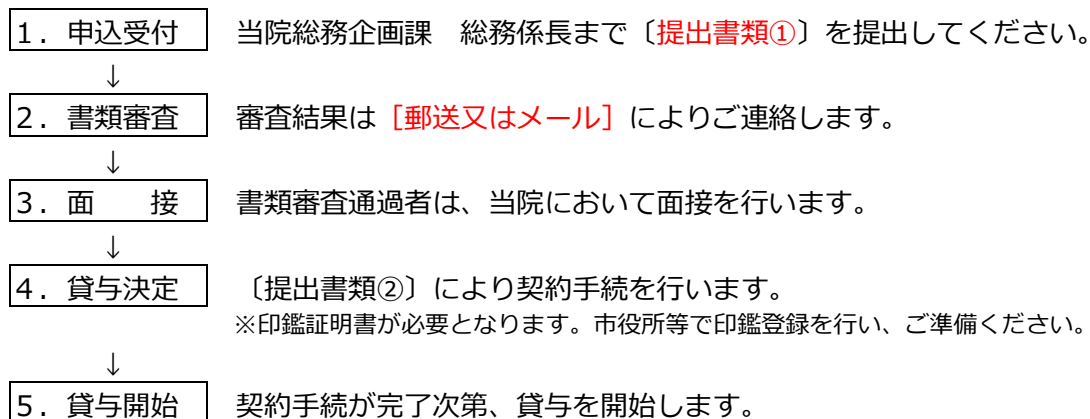 1．申込受付　当院総務企画課　総務係長まで〔提出書類①〕を提出してください。
↓
2．書類審査　審査結果は［郵送又はメール］によりご連絡します。
↓
3．面　　接　書類審査通過者は、当院において面接を行います。
↓
4．貸与決定　〔提出書類②〕により契約手続を行います。
※印鑑証明書が必要となります。市役所等で印鑑登録を行い、ご準備ください。
↓
5．貸与開始　契約手続が完了次第、貸与を開始します。